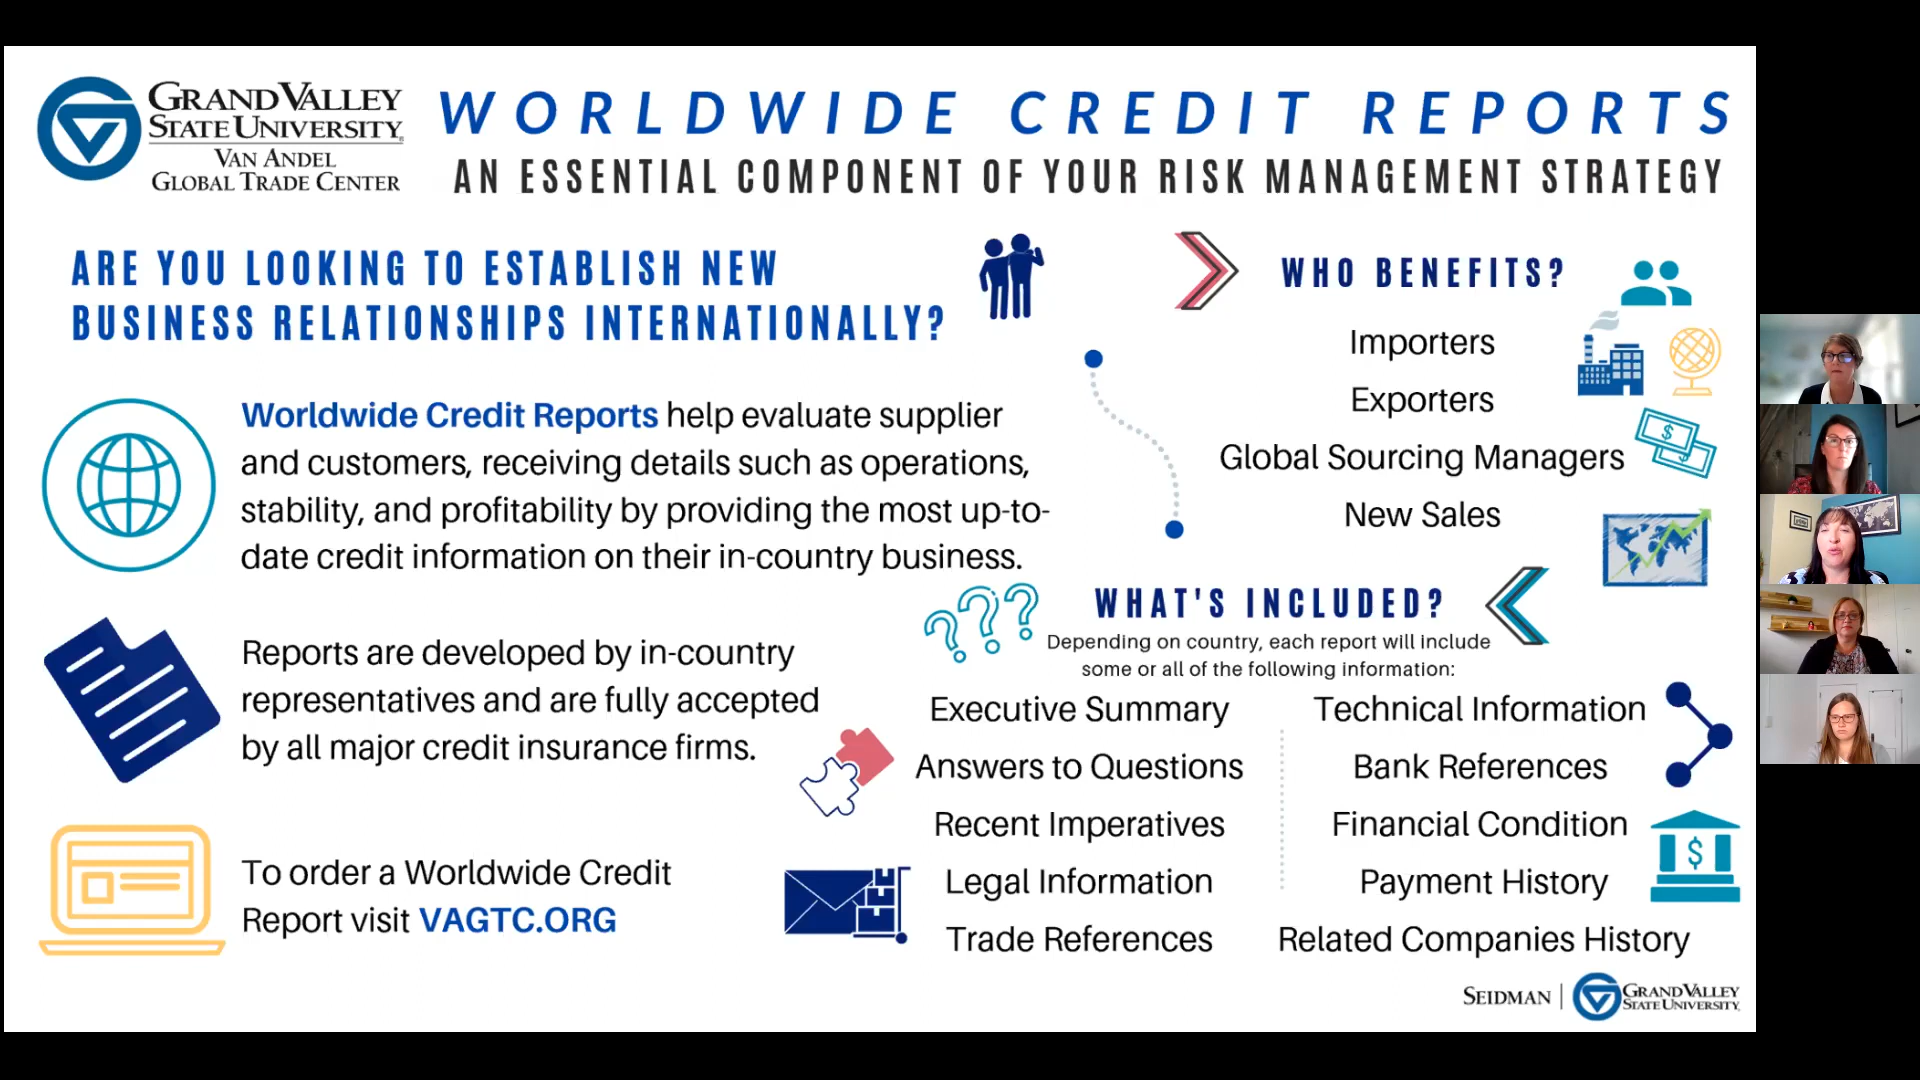 GRAND VALLEY
STATE UNIVERSITY
VAN ANDEL
GLOBAL TRADE CENTER
WORLDWIDE CREDIT REPORTS
AN ESSENTIAL COMPONENT OF YOUR RISK MANAGEMENT STRATEGY
ARE YOU LOOKING TO ESTABLISH NEW
BUSINESS RELATIONSHIPS INTERNATIONALLY?
Worldwide Credit Reports help evaluate supplier
and customers, receiving details such as operations,
stability, and profitability by providing the most up-to-
date credit information on their in-country business.
Reports are developed by in-country
representatives and are fully accepted
by all major credit insurance firms.
To order a Worldwide Credit
Report visit VAGTC.ORG
WHO BENEFITS?
Importers
Exporters
Global Sourcing Managers
New Sales
WHAT'S INCLUDED?
Depending on country, each report will include
some or all of the following information:
Executive Summary
Answers to Questions
Recent Imperatives
Legal Information
Trade References
Technical Information
Bank References
Financial Condition
Payment History
Related Companies History
SEIDMAN
GRAND VALLEY
STATE UNIVERSITY